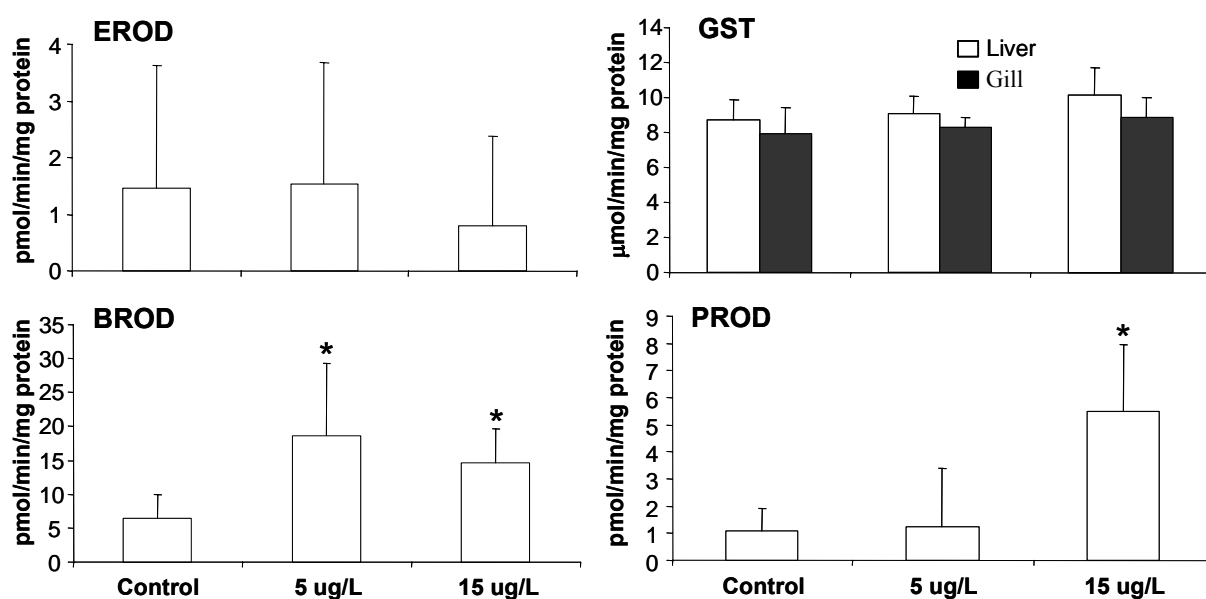 EROD
pmol/min/mg protein
4
3
2
1
0
GST
µmol/min/mg protein
14
12
10
8
6
4
2
0
Liver
Gill
BROD
pmol/min/mg protein
35
30
25
20
15
10
5
0
*
*
Control
5 ug/L
15 ug/L
PROD
pmol/min/mg protein
9
8
7
6
5
4
3
2
1
0
*
Control
5 ug/L
15 ug/L